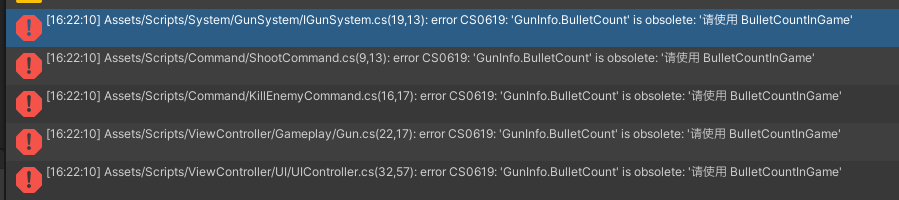 [16:22:10] Assets/Scripts/System/GunSystem/IGunSystem.cs(19,13): error CS0619: 'GunInfo.BulletCount' is obsolete: '请使用 BulletCountInGame'
[16:22:10] Assets/Scripts/Command/ShootCommand.cs(9,13): error CS0619: 'GunInfo.BulletCount' is obsolete: '请使用 BulletCountInGame'
[16:22:10] Assets/Scripts/Command/KillEnemyCommand.cs(16,17): error CS0619: 'GunInfo.BulletCount' is obsolete: '请使用 BulletCountInGame'
[16:22:10] Assets/Scripts/ViewController/Gameplay/Gun.cs(22,17): error CS0619: 'GunInfo.BulletCount' is obsolete: '请使用 BulletCountInGame'
[16:22:10] Assets/Scripts/ViewController/UI/UIController.cs(32,57): error CS0619: 'GunInfo.BulletCount' is obsolete: '请使用 BulletCountInGame'